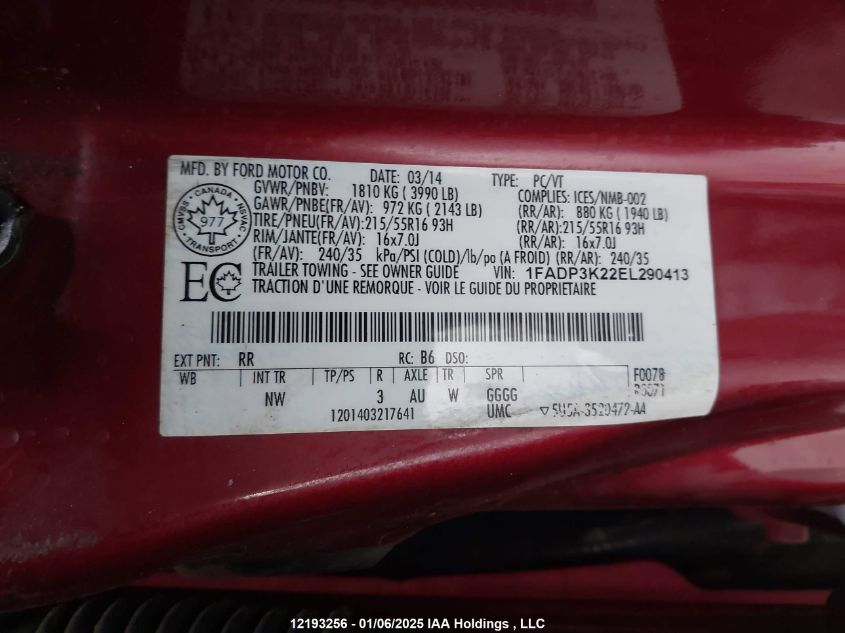 MFD. BY FORD MOTOR CO. DATE: 03/14 TYPE: PC/VT
GVWR/PNBV: 1810 KG ( 3990 LB) COMPLIES: ICES/NMB-002
GAWR/PNBE(FR/AV): 972 KG ( 2143 LB) (RR/AR): 880 KG ( 1940 LB)
TIRE/PNEU(FR/AV):215/55R16 93H (RR/AR):215/55R16 93H
RIM/JANTE(FR/AV): 16x7.0J (RR/AR): 16x7.0J
(FR/AV): 240/35 kPa/PSI (COLD)/lb/po (A FROID) (RR/AR): 240/35
TRAILER TOWING - SEE OWNER GUIDE VIN: 1FADP3K22EL290413
TRACTION D'UNE REMORQUE - VOIR LE GUIDE DU PROPRIETAIRE
CANADA
CMVSS NSVAC
977
TRANSPORT
EC
EXT PNT: RR RC: B6 DSO:
WB INT TR TP/PS R AXLE TR SPR F0078
NW 3 AU W GGGG
1201403217641 UMC
12193256 - 01/06/2025 IAA Holdings , LLC